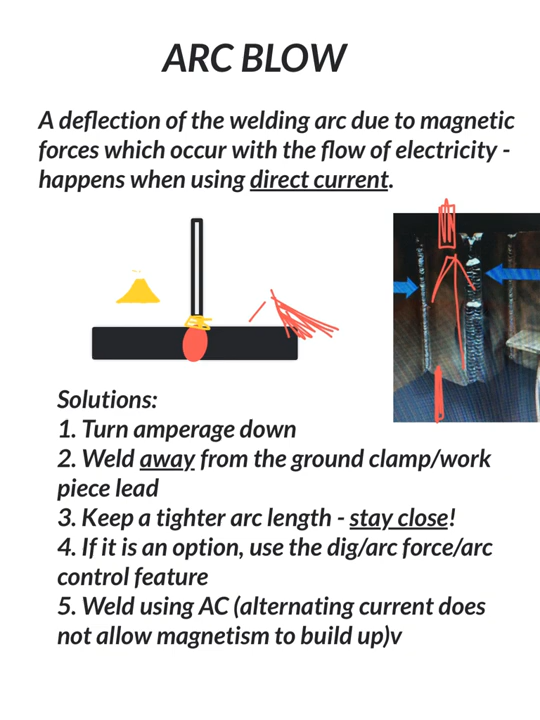 ARC BLOW
A deflection of the welding arc due to magnetic
forces which occur with the flow of electricity -
happens when using direct current.
Solutions:
1. Turn amperage down
2. Weld away from the ground clamp/work
piece lead
3. Keep a tighter arc length - stay close!
4. If it is an option, use the dig/arc force/arc
control feature
5. Weld using AC (alternating current does
not allow magnetism to build up)v